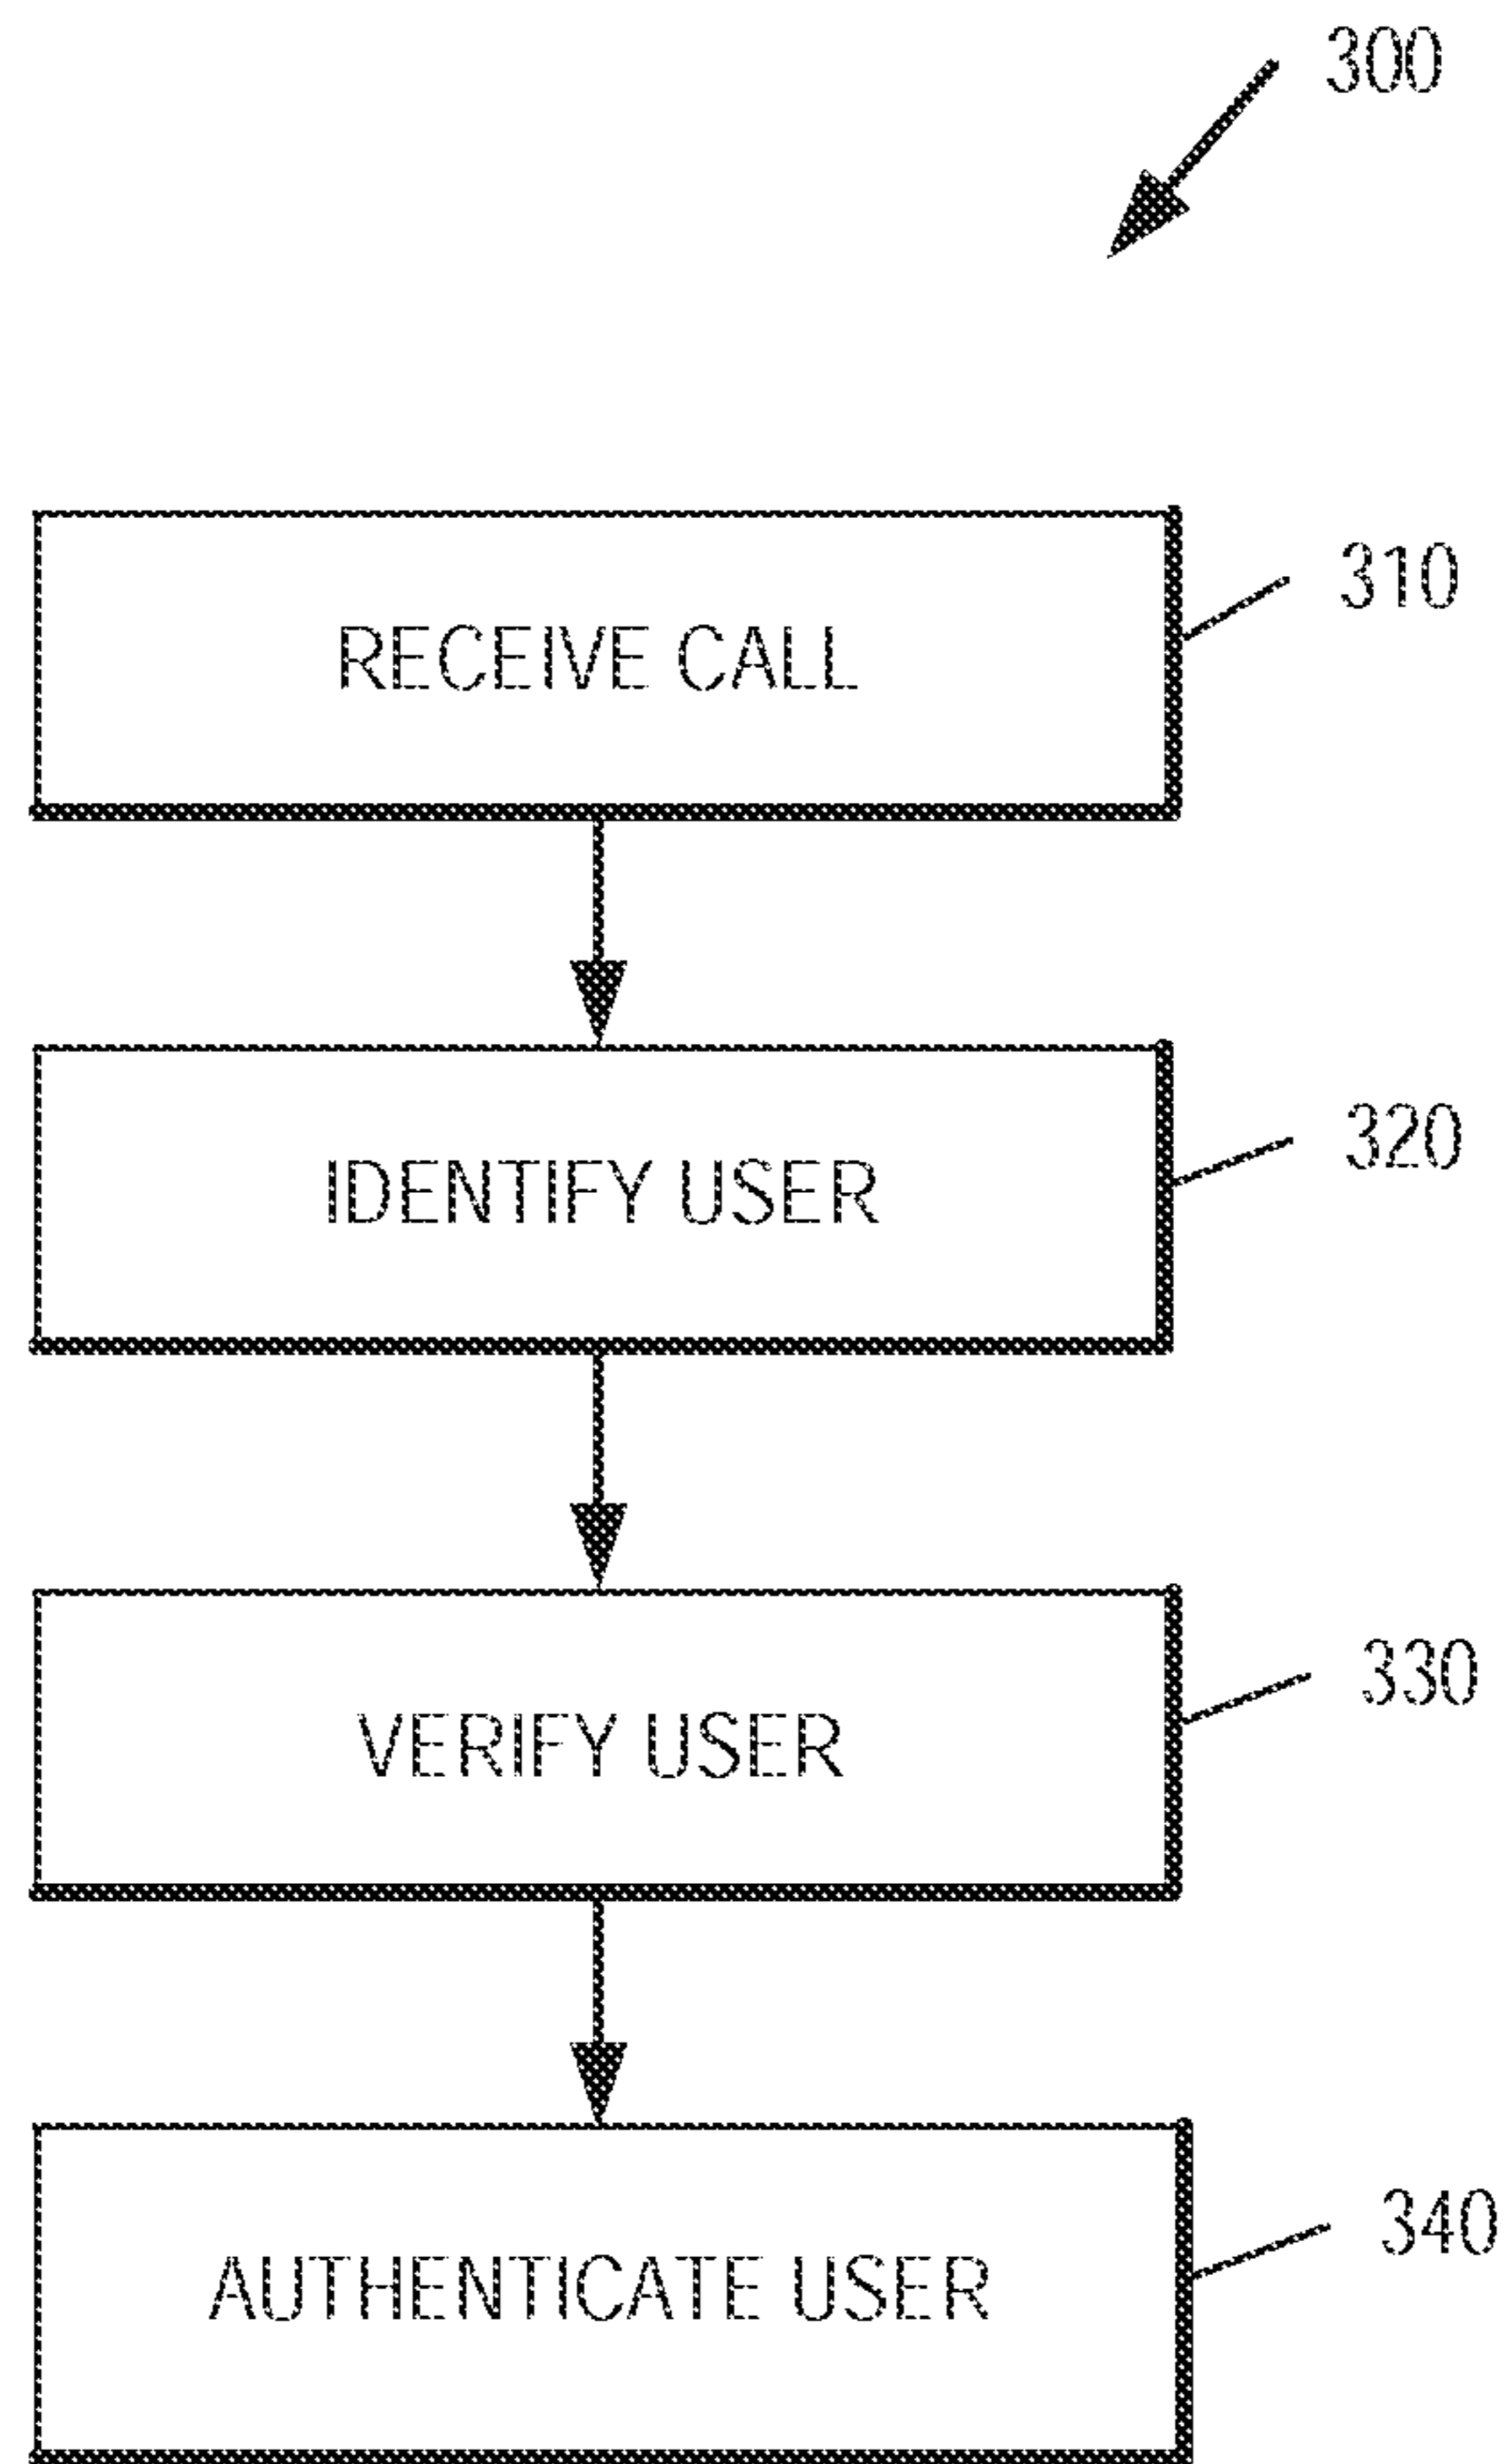 300
RECEIVE CALL
310
IDENTIFY USER
320
VERIFY USER
330
AUTHENTICATE USER
340